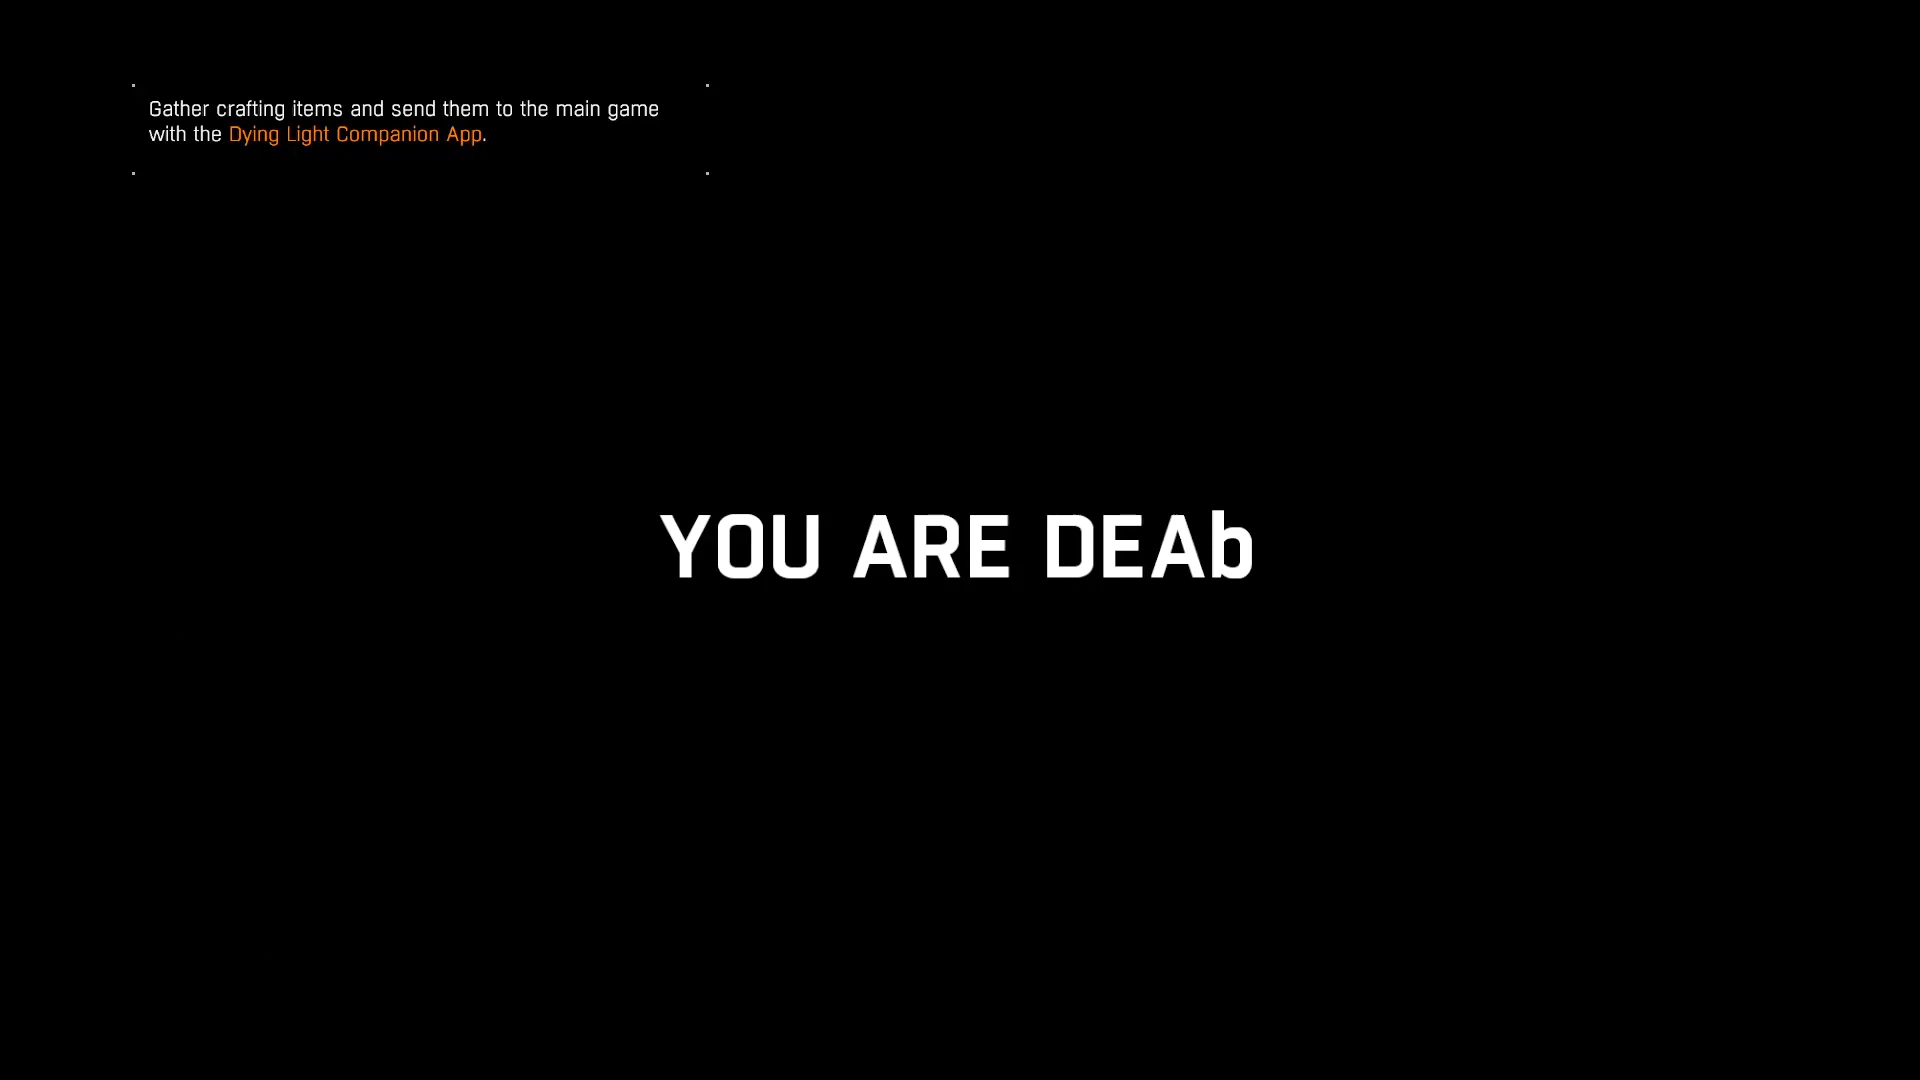 Gather crafting items and send them to the main game
with the Dying Light Companion App.
YOU ARE DEAb